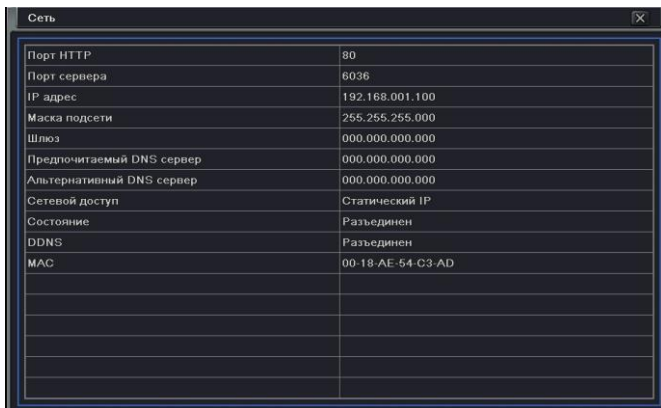 Сеть
Порт HTTP 80
Порт сервера 6036
IP адрес 192.168.001.100
Маска подсети 255.255.255.000
Шлюз 000.000.000.000
Предпочитаемый DNS сервер 000.000.000.000
Альтернативный DNS сервер 000.000.000.000
Сетевой доступ Статический IP
Состояние Разъединен
DDNS Разъединен
MAC 00-18-AE-54-C3-AD